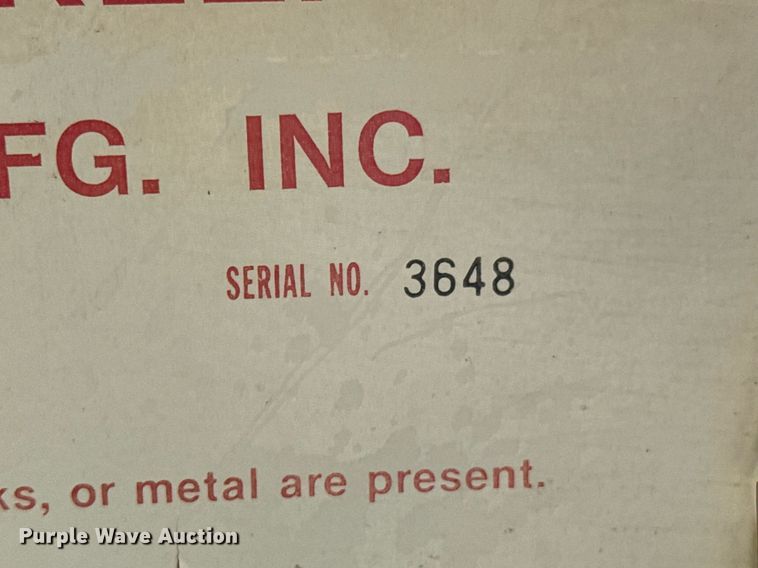 FG. INC.
SERIAL NO. 3648
ks, or metal are present.
Purple Wave Auction